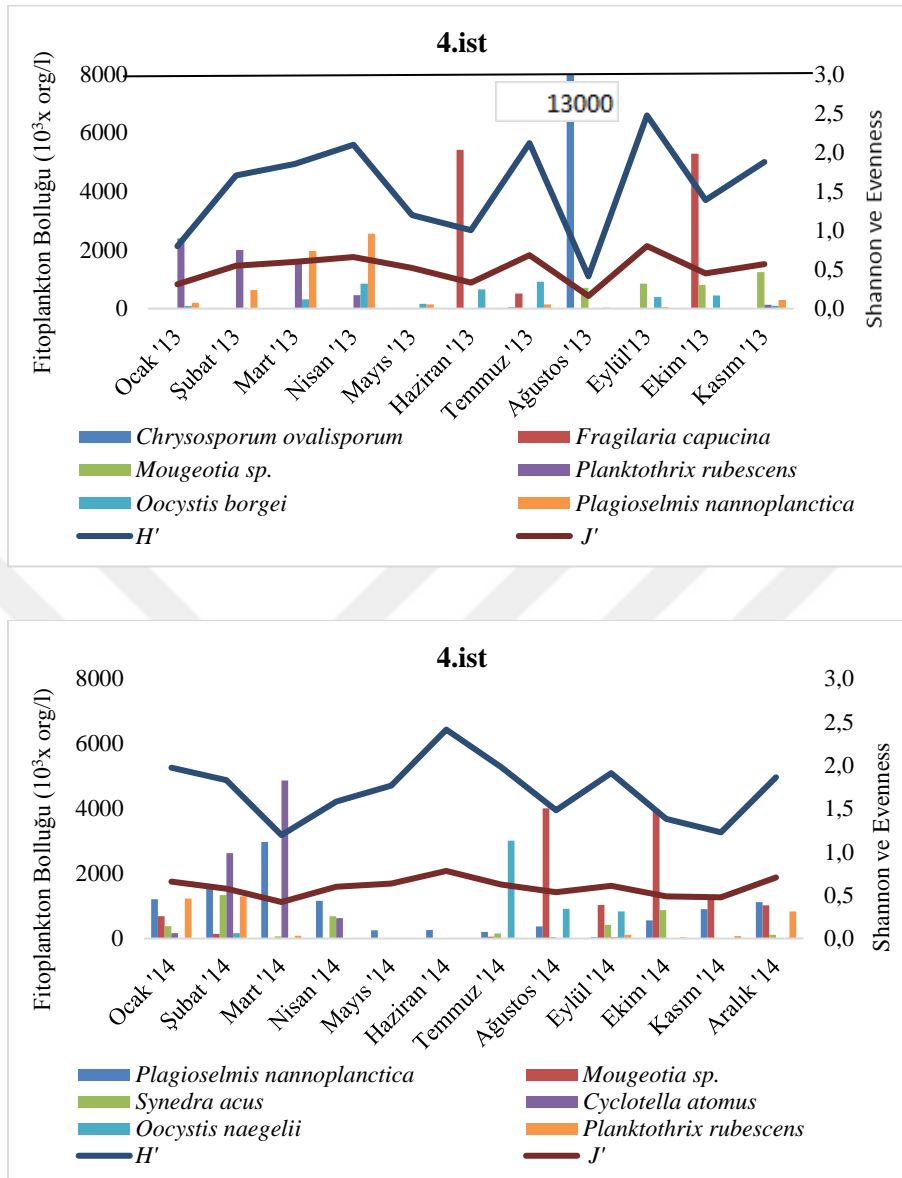 4.ist
Fitoplankton Bolluğu (10³x org/l)
8000
6000
4000
2000
0
13000
3,0
2,5
2,0
1,5
1,0
0,5
0,0
Shannon ve Evenness
Ocak '13
Şubat '13
Mart '13
Nisan '13
Mayıs '13
Haziran '13
Temmuz '13
Ağustos '13
Eylül'13
Ekim '13
Kasım '13
Chrysosporum ovalisporum
Fragilaria capucina
Mougeotia sp.
Planktothrix rubescens
Oocystis borgei
Plagioselmis nannoplanctica
H'
J'
4.ist
Fitoplankton Bolluğu (10³x org/l)
8000
6000
4000
2000
0
3,0
2,5
2,0
1,5
1,0
0,5
0,0
Shannon ve Evenness
Ocak '14
Şubat '14
Mart '14
Nisan '14
Mayıs '14
Haziran '14
Temmuz '14
Ağustos '14
Eylül '14
Ekim '14
Kasım '14
Aralık '14
Plagioselmis nannoplanctica
Mougeotia sp.
Synedra acus
Cyclotella atomus
Oocystis naegelii
Planktothrix rubescens
H'
J'